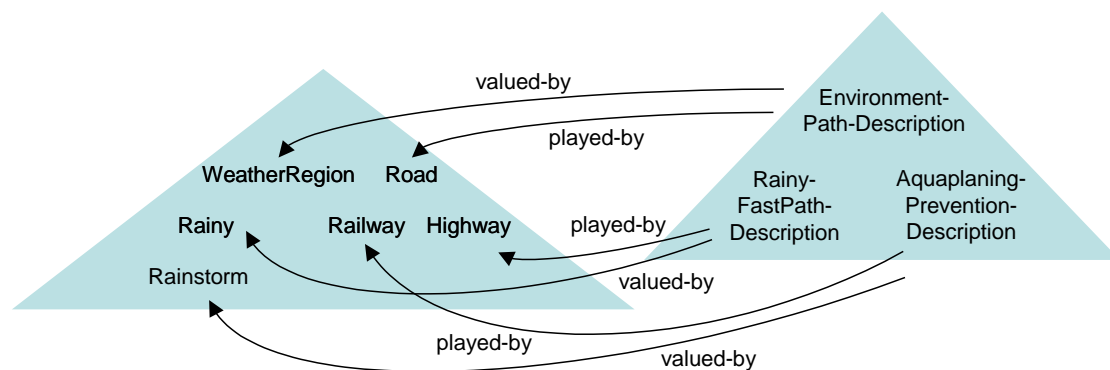 valued-by
Environment-
Path-Description
played-by
WeatherRegion
Road
Rainy-
FastPath-
Description
Aquaplaning-
Prevention-
Description
Rainy
Railway
Highway
played-by
Rainstorm
valued-by
played-by
valued-by